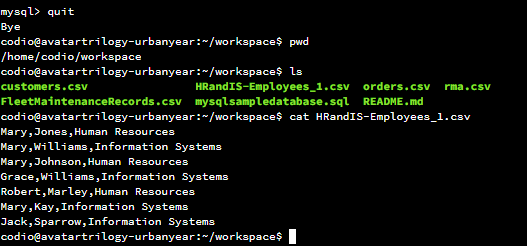 mysql> quit
Bye
codio@avatartrilogy-urbanyear:~/workspace$ pwd
/home/codio/workspace
codio@avatartrilogy-urbanyear:~/workspace$ ls
customers.csv HRandIS-Employees_1.csv orders.csv rma.csv
FleetMaintenanceRecords.csv mysqlsampledatabase.sql README.md
codio@avatartrilogy-urbanyear:~/workspace$ cat HRandIS-Employees_1.csv
Mary,Jones,Human Resources
Mary,Williams,Information Systems
Mary,Johnson,Human Resources
Grace,Williams,Information Systems
Robert,Marley,Human Resources
Mary,Kay,Information Systems
Jack,Sparrow,Information Systems
codio@avatartrilogy-urbanyear:~/workspace$